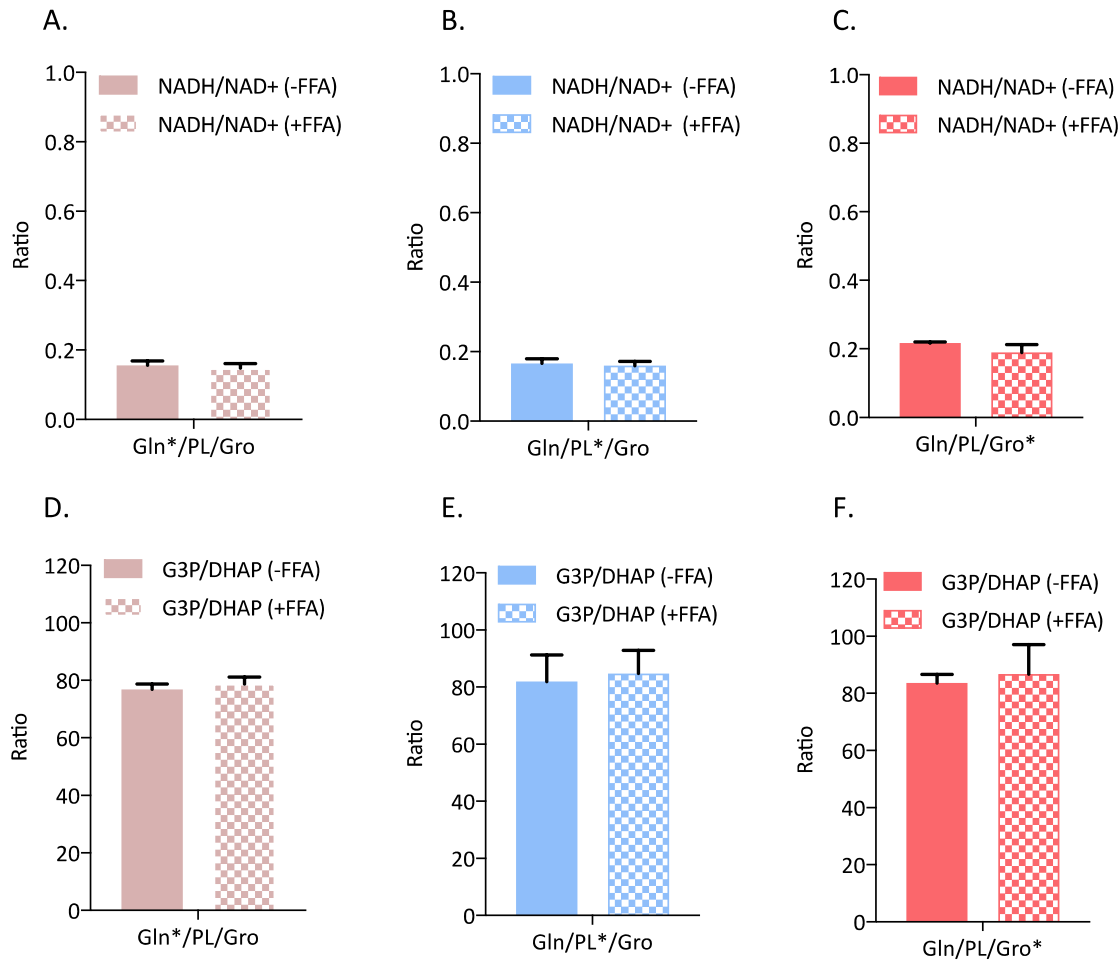 A.
NADH/NAD+ (-FFA)
NADH/NAD+ (+FFA)
1.0
0.8
0.6
0.4
0.2
0.0
Ratio
Gln*/PL/Gro
B.
NADH/NAD+ (-FFA)
NADH/NAD+ (+FFA)
1.0
0.8
0.6
0.4
0.2
0.0
Ratio
Gln/PL*/Gro
C.
NADH/NAD+ (-FFA)
NADH/NAD+ (+FFA)
1.0
0.8
0.6
0.4
0.2
0.0
Ratio
Gln/PL/Gro*
D.
G3P/DHAP (-FFA)
G3P/DHAP (+FFA)
120
100
80
60
40
20
0
Ratio
Gln*/PL/Gro
E.
G3P/DHAP (-FFA)
G3P/DHAP (+FFA)
120
100
80
60
40
20
0
Ratio
Gln/PL*/Gro
F.
G3P/DHAP (-FFA)
G3P/DHAP (+FFA)
120
100
80
60
40
20
0
Ratio
Gln/PL/Gro*